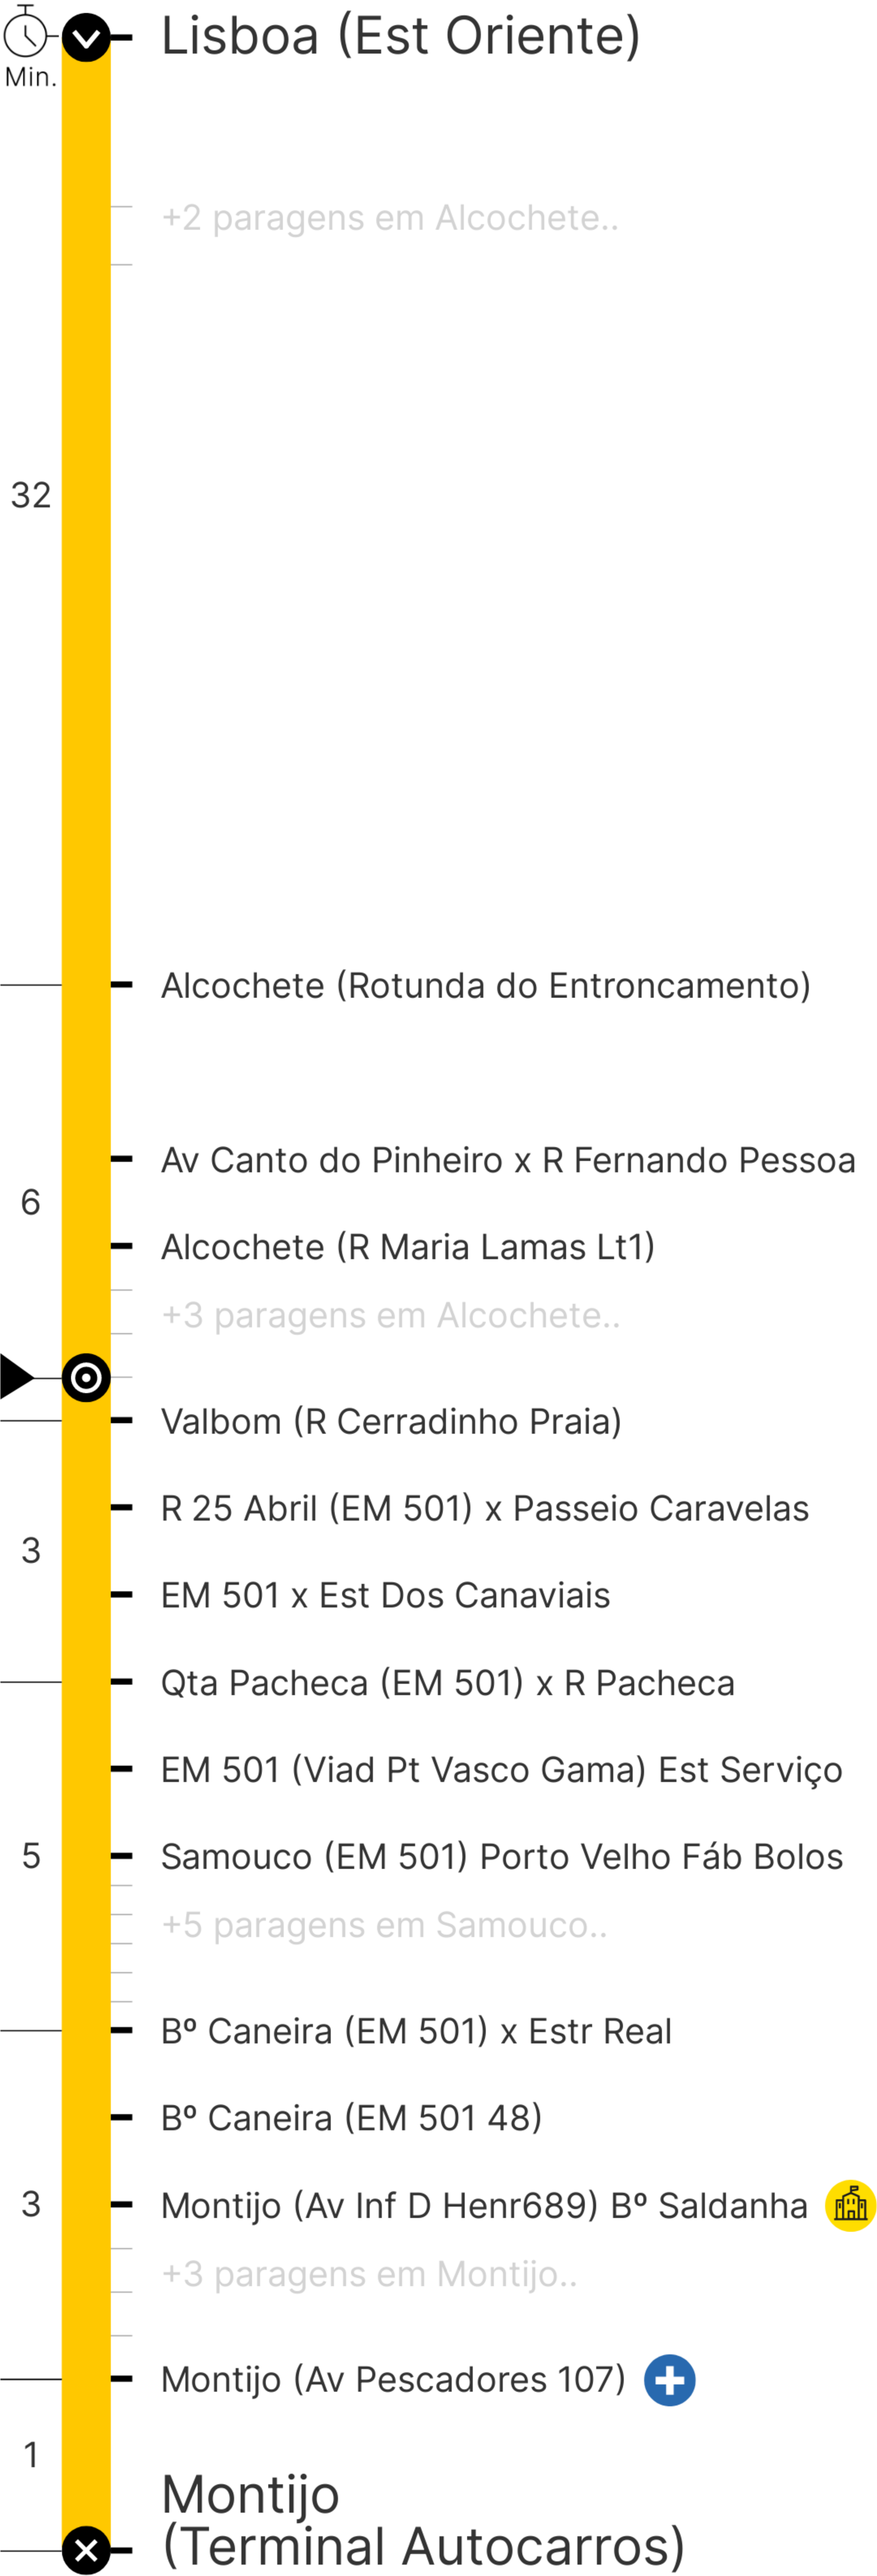 Lisboa (Est Oriente)
Min.
+2 paragens em Alcochete..
32
Alcochete (Rotunda do Entroncamento)
Av Canto do Pinheiro x R Fernando Pessoa
6
Alcochete (R Maria Lamas Lt1)
+3 paragens em Alcochete..
Valbom (R Cerradinho Praia)
R 25 Abril (EM 501) x Passeio Caravelas
3
EM 501 x Est Dos Canaviais
Qta Pacheca (EM 501) x R Pacheca
EM 501 (Viad Pt Vasco Gama) Est Serviço
5
Samouco (EM 501) Porto Velho Fáb Bolos
+5 paragens em Samouco..
Bº Caneira (EM 501) x Estr Real
Bº Caneira (EM 501 48)
3
Montijo (Av Inf D Henr689) Bº Saldanha
+3 paragens em Montijo..
Montijo (Av Pescadores 107)
1
Montijo
(Terminal Autocarros)